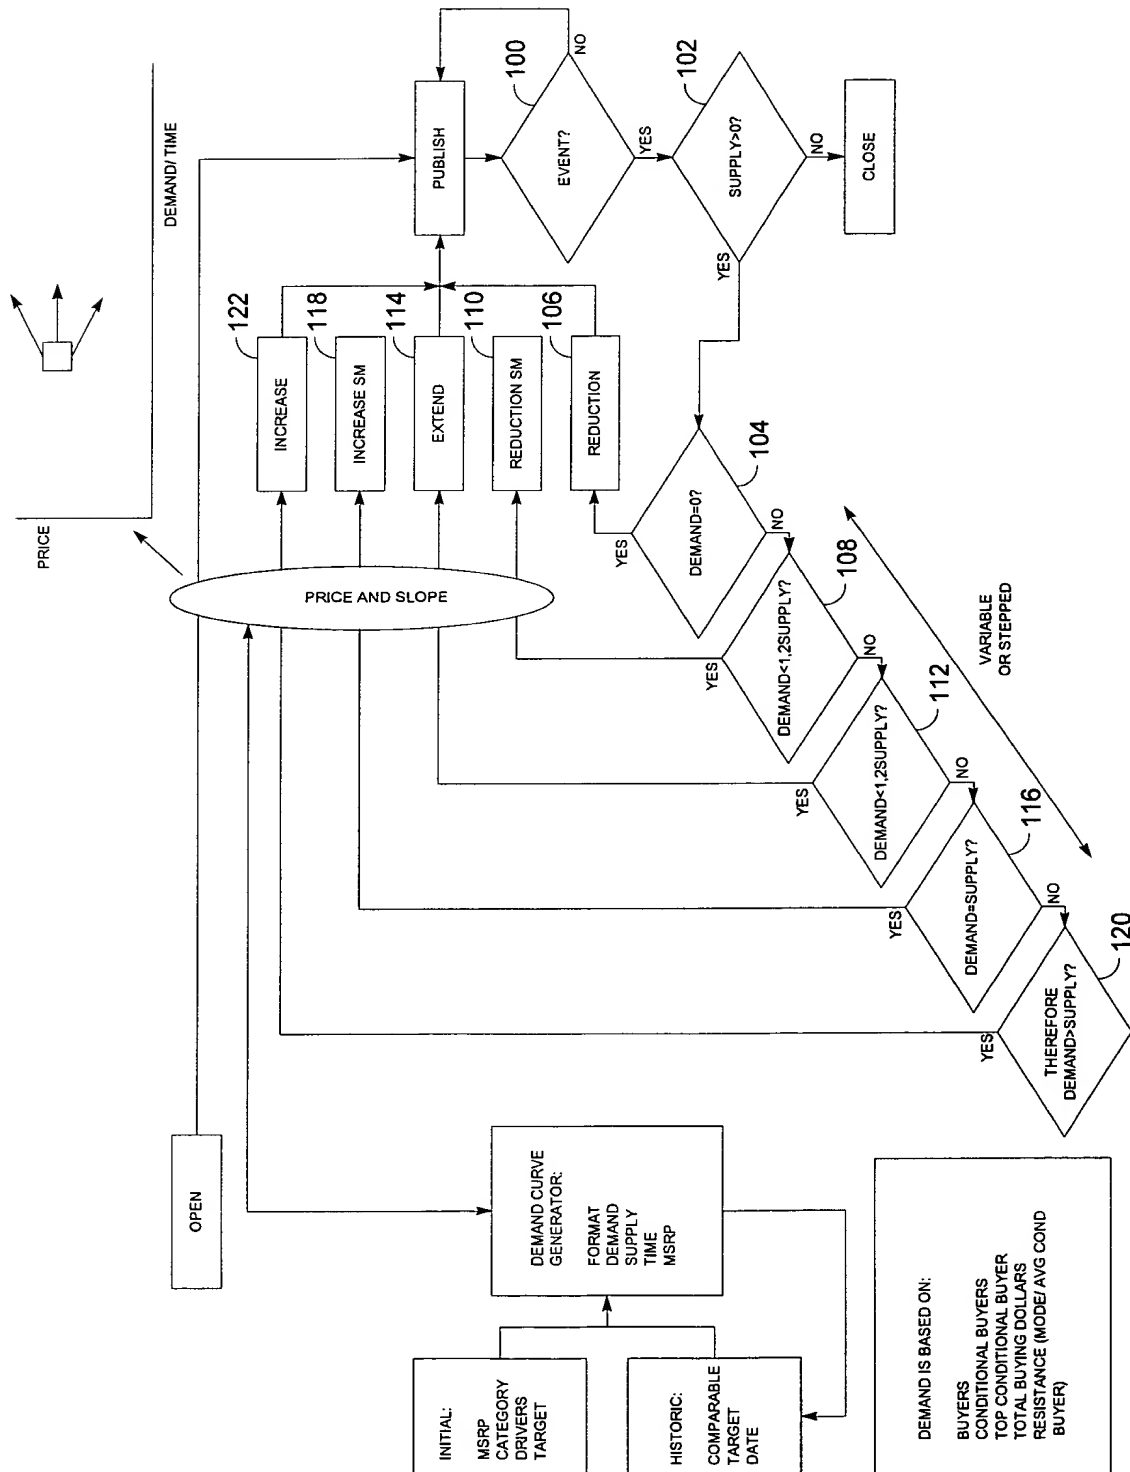 OPEN
PRICE
DEMAND/ TIME
PRICE AND SLOPE
INCREASE
122
INCREASE SM
118
EXTEND
114
REDUCTION SM
110
REDUCTION
106
PUBLISH
EVENT?
100
NO
YES
SUPPLY>0?
102
YES
NO
CLOSE
DEMAND=0?
104
YES
NO
DEMAND<1,2SUPPLY?
108
YES
NO
DEMAND<1,2SUPPLY?
112
YES
NO
DEMAND=SUPPLY?
116
YES
NO
THEREFORE
DEMAND>SUPPLY?
120
YES
VARIABLE
OR STEPPED
DEMAND CURVE
GENERATOR:
FORMAT
DEMAND
SUPPLY
TIME
MSRP
INITIAL:
MSRP
CATEGORY
DRIVERS
TARGET
HISTORIC:
COMPARABLE
TARGET
DATE
DEMAND IS BASED ON:
BUYERS
CONDITIONAL BUYERS
TOP CONDITIONAL BUYER
TOTAL BUYING DOLLARS
RESISTANCE (MODE/ AVG COND
BUYER)